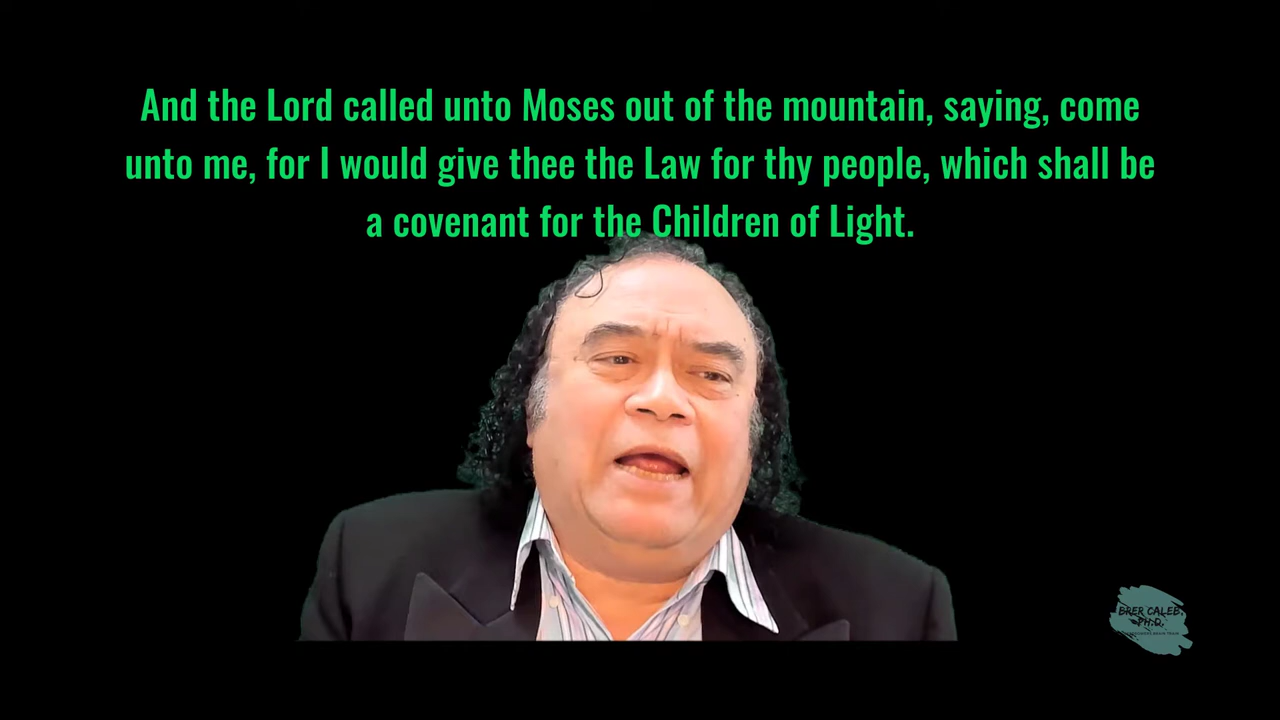 And the Lord called unto Moses out of the mountain, saying, come
unto me, for I would give thee the Law for thy people, which shall be
a covenant for the Children of Light.
BRER CALEB,
PH.D.